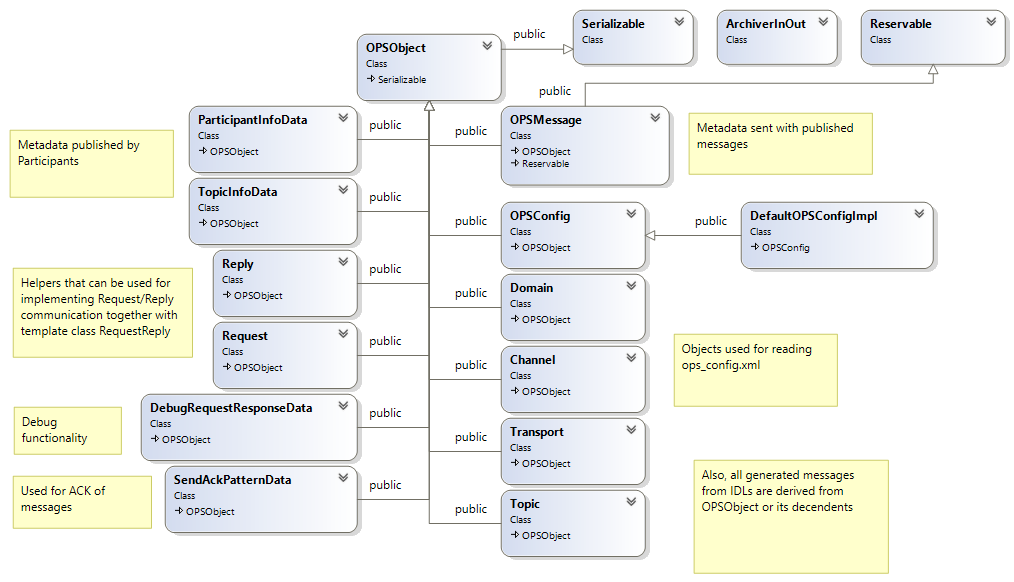 Serializable
Class
ArchiverInOut
Class
Reservable
Class
public
OPSObject
Class
Serializable
public
ParticipantInfoData
Class
OPSObject
public
public
OPSMessage
Class
OPSObject
Reservable
Metadata sent with published
messages
Metadata published by
Participants
TopicInfoData
Class
OPSObject
public
public
OPSConfig
Class
OPSObject
public
DefaultOPSConfigImpl
Class
OPSConfig
Reply
Class
OPSObject
public
public
Domain
Class
OPSObject
Helpers that can be used for
implementing Request/Reply
communication together with
template class RequestReply
Request
Class
OPSObject
public
public
Channel
Class
OPSObject
Objects used for reading
ops_config.xml
DebugRequestResponseData
Class
OPSObject
public
public
Transport
Class
OPSObject
Debug
functionality
SendAckPatternData
Class
OPSObject
public
public
Topic
Class
OPSObject
Used for ACK of
messages
Also, all generated messages
from IDLs are derived from
OPSObject or its decendents